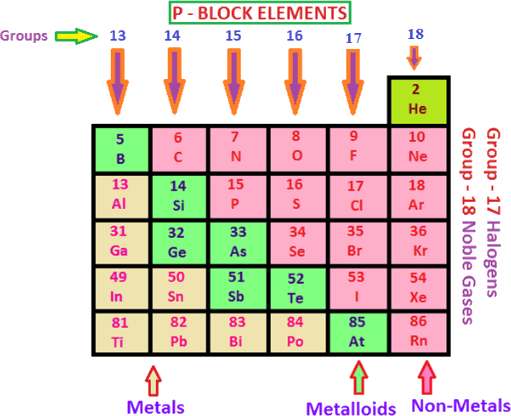 P - BLOCK ELEMENTS
Groups 13 14 15 16 17 18
2
He
5 6 7 8 9 10
B C N O F Ne
13 14 15 16 17 18
Al Si P S Cl Ar
31 32 33 34 35 36
Ga Ge As Se Br Kr
49 50 51 52 53 54
In Sn Sb Te I Xe
81 82 83 84 85 86
Ti Pb Bi Po At Rn
Group - 18 Noble Gases
Group - 17 Halogens
Metals Metalloids Non-Metals